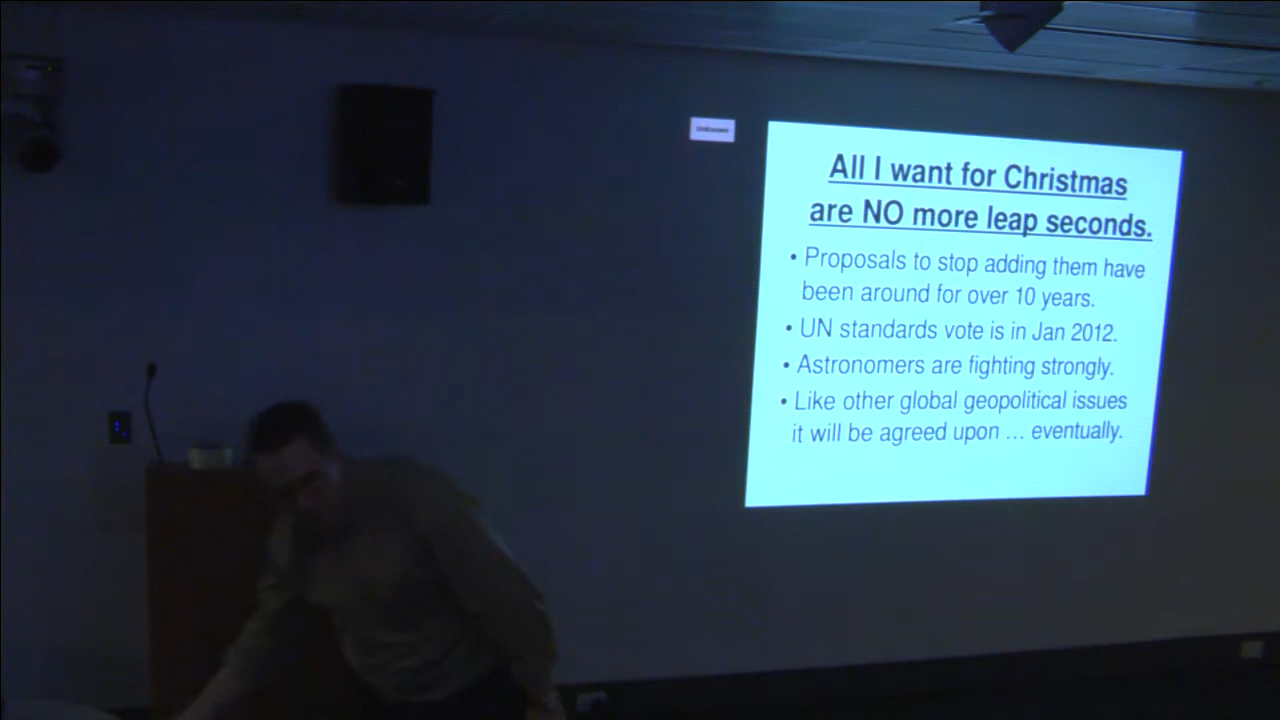 All I want for Christmas
are NO more leap seconds.
• Proposals to stop adding them have
been around for over 10 years.
• UN standards vote is in Jan 2012.
• Astronomers are fighting strongly.
• Like other global geopolitical issues
it will be agreed upon ... eventually.